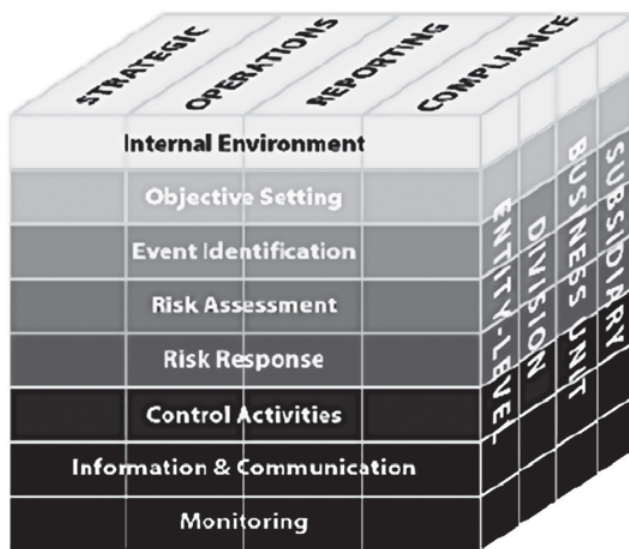 STRATEGIC
OPERATIONS
REPORTING
COMPLIANCE
Internal Environment
Objective Setting
Event Identification
Risk Assessment
Risk Response
Control Activities
Information & Communication
Monitoring
ENTITY-LEVEL
DIVISION
BUSINESS UNIT
SUBSIDIARY